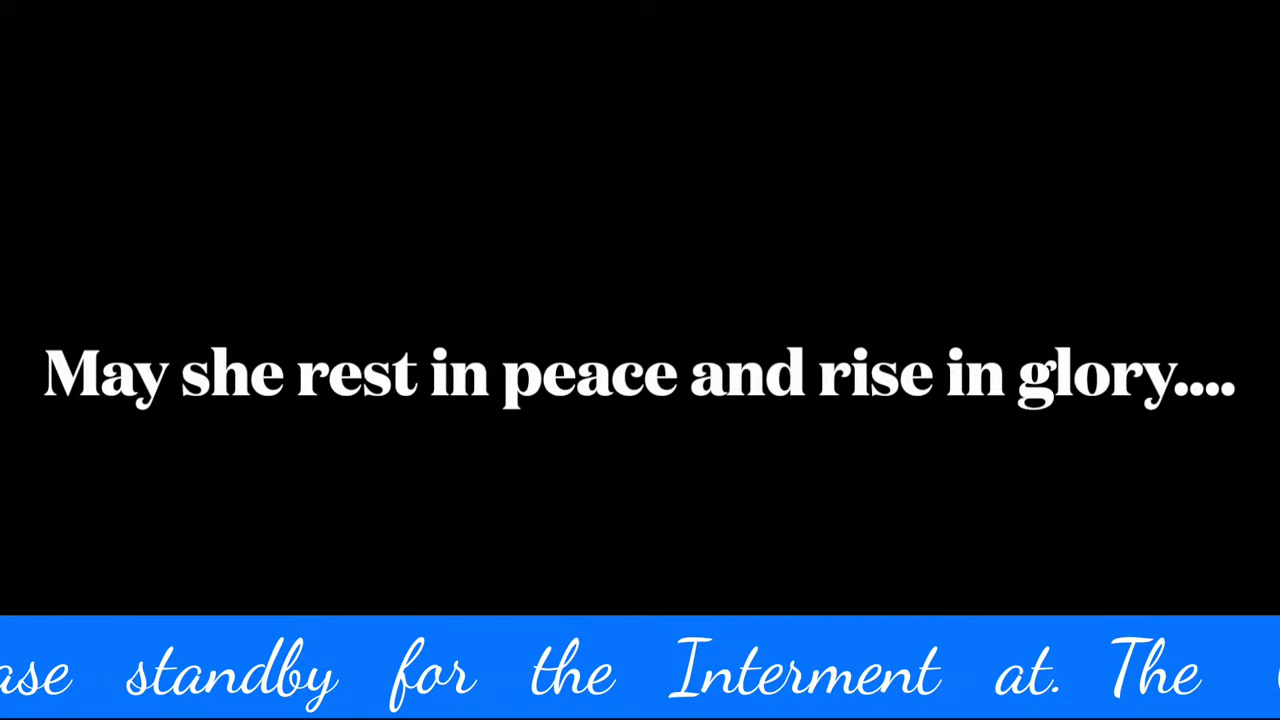 May she rest in peace and rise in glory....
standby for the Interment at. The